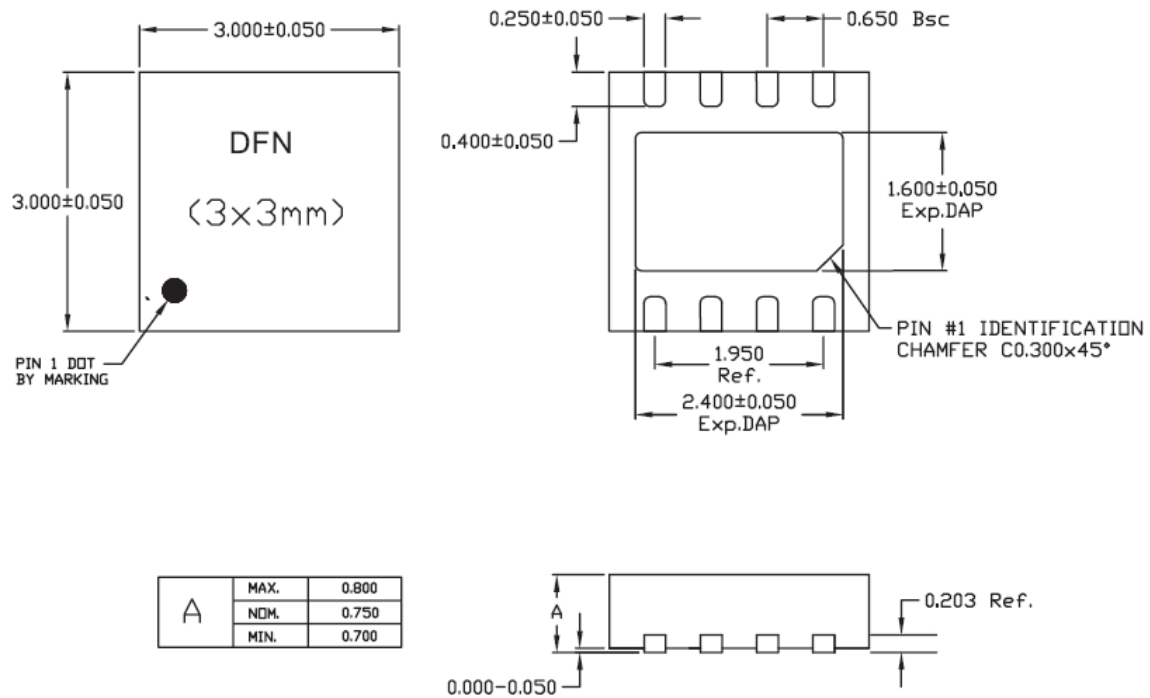 3.000±0.050
DFN
(3x3mm)
3.000±0.050
PIN 1 DOT
BY MARKING
0.250±0.050
0.650 Bsc
0.400±0.050
1.600±0.050
Exp.DAP
PIN #1 IDENTIFICATION
CHAMFER C0.300x45°
1.950
Ref.
2.400±0.050
Exp.DAP
A
MAX. 0.800
NOM. 0.750
MIN. 0.700
A
0.203 Ref.
0.000-0.050